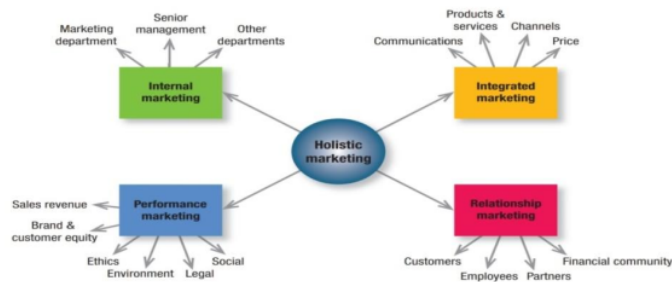 Marketing
department
Senior
management
Other
departments
Internal
marketing
Communications
Products &
services
Channels
Price
Integrated
marketing
Holistic
marketing
Sales revenue
Brand &
customer equity
Ethics
Environment
Legal
Social
Performance
marketing
Relationship
marketing
Customers
Employees
Partners
Financial community